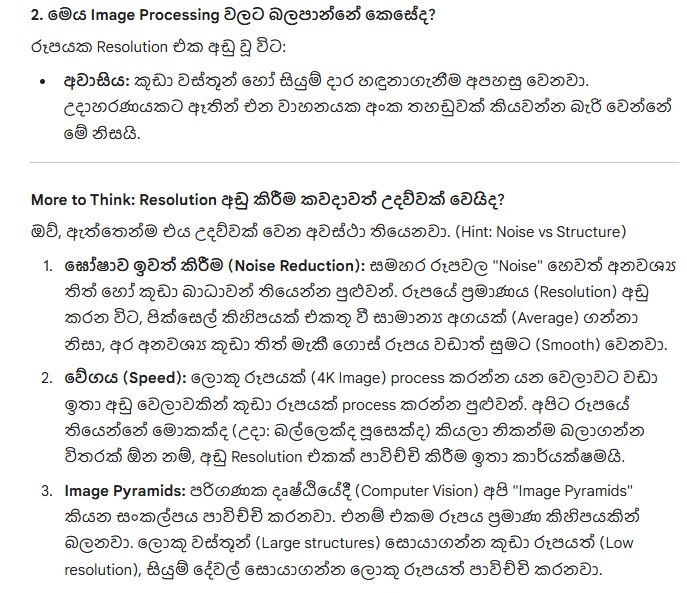 2. මෙය Image Processing වලට බලපාන්නේ කෙසේද?
රූපයක Resolution එක අඩු වූ විට:
• අවාසිය: කුඩා වස්තූන් හෝ සියුම් දාර හඳුනාගැනීම අපහසු වෙනවා.
උදාහරණයකට ඈතින් එන වාහනයක අංක තහඩුවක් කියවන්න බැරි වෙන්නේ
මේ නිසයි.
More to Think: Resolution අඩු කිරීම කවදාවත් උදව්වක් වෙයිද?
ඔව්, ඇත්තෙන්ම එය උදව්වක් වෙන අවස්ථා තියෙනවා. (Hint: Noise vs Structure)
1. ඝෝෂාව ඉවත් කිරීම (Noise Reduction): සමහර රූපවල "Noise" හෙවත් අනවශ්‍ය
තිත් හෝ කුඩා බාධාවන් තියෙන්න පුළුවන්. රූපයේ ප්‍රමාණය (Resolution) අඩු
කරන විට, පික්සෙල් කිහිපයක් එකතු වී සාමාන්‍ය අගයක් (Average) ගන්නා
නිසා, අර අනවශ්‍ය කුඩා තිත් මැකී ගොස් රූපය වඩාත් සුමට (Smooth) වෙනවා.
2. වේගය (Speed): ලොකු රූපයක් (4K Image) process කරන්න යන වෙලාවට වඩා
ඉතා අඩු වෙලාවකින් කුඩා රූපයක් process කරන්න පුළුවන්. අපිට රූපයේ
තියෙන්නේ මොකක්ද (උදා: බල්ලෙක්ද පූසෙක්ද) කියලා නිකන්ම බලාගන්න
විතරක් ඕන නම්, අඩු Resolution එකක් පාවිච්චි කිරීම ඉතා කාර්යක්ෂමයි.
3. Image Pyramids: පරිගණක දෘෂ්ඨියේදී (Computer Vision) අපි "Image Pyramids"
කියන සංකල්පය පාවිච්චි කරනවා. එනම් එකම රූපය ප්‍රමාණ කිහිපයකින්
බලනවා. ලොකු වස්තූන් (Large structures) සොයාගන්න කුඩා රූපයත් (Low
resolution), සියුම් දේවල් සොයාගන්න ලොකු රූපයත් පාවිච්චි කරනවා.